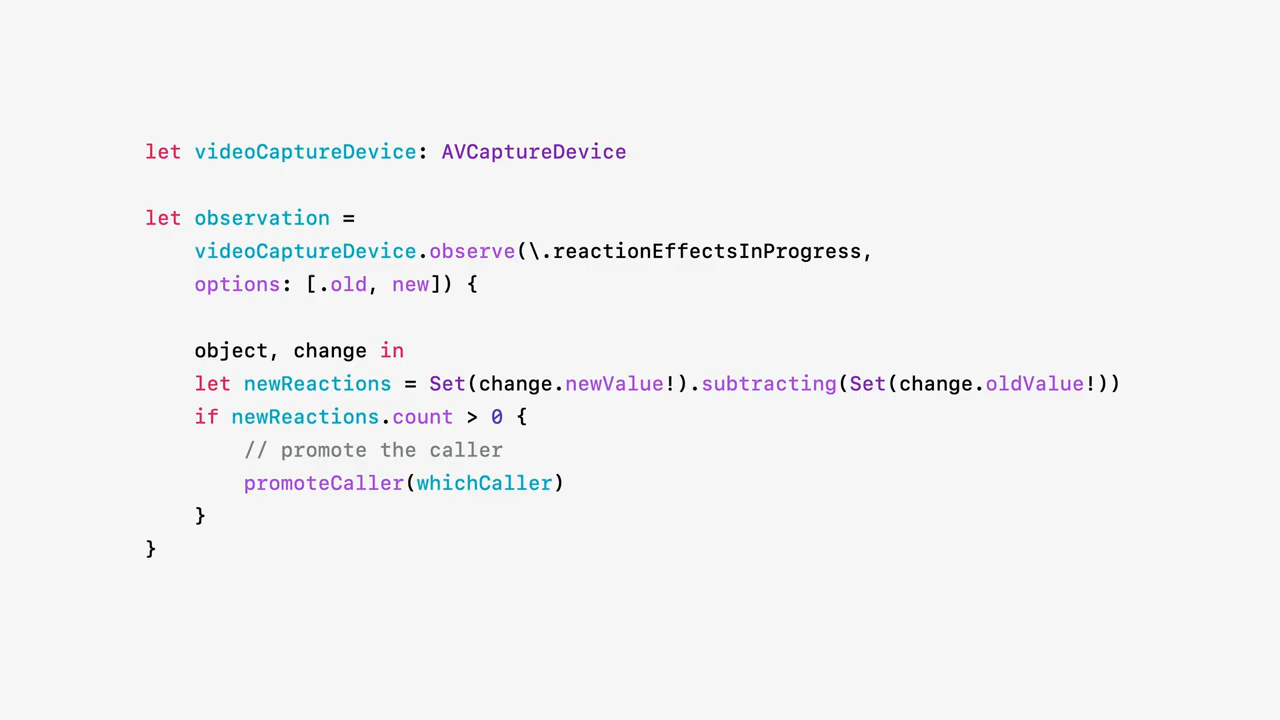 let videoCaptureDevice: AVCaptureDevice
let observation =
videoCaptureDevice.observe(\.reactionEffectsInProgress,
options: [.old, new]) {
object, change in
let newReactions = Set(change.newValue!).subtracting(Set(change.oldValue!))
if newReactions.count > 0 {
// promote the caller
promoteCaller(whichCaller)
}
}